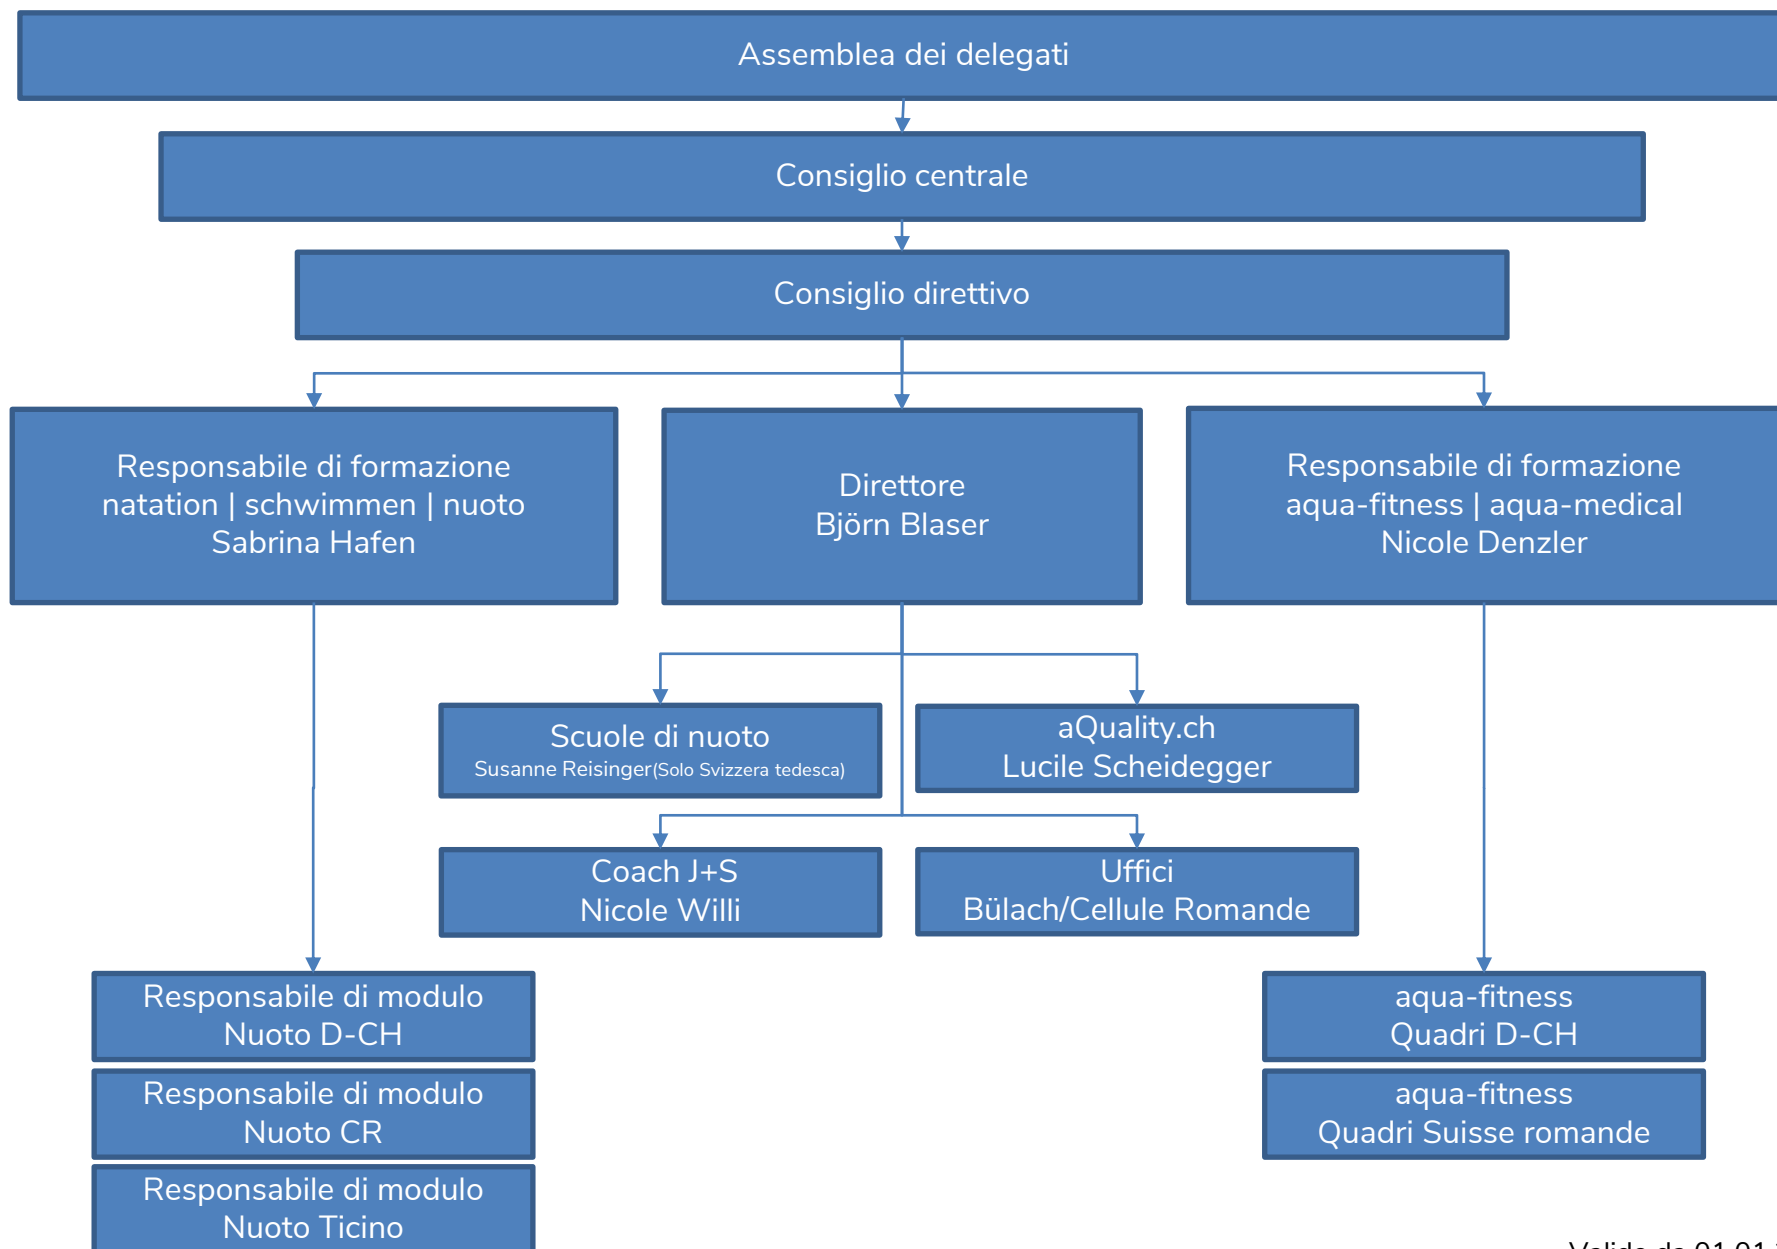 Assemblea dei delegati
Consiglio centrale
Consiglio direttivo
Responsabile di formazione
natation | schwimmen | nuoto
Sabrina Hafen
Direttore
Björn Blaser
Responsabile di formazione
aqua-fitness | aqua-medical
Nicole Denzler
Scuole di nuoto
Susanne Reisinger(Solo Svizzera tedesca)
aQuality.ch
Lucile Scheidegger
Coach J+S
Nicole Willi
Uffici
Bülach/Cellule Romande
Responsabile di modulo
Nuoto D-CH
Responsabile di modulo
Nuoto CR
Responsabile di modulo
Nuoto Ticino
aqua-fitness
Quadri D-CH
aqua-fitness
Quadri Suisse romande